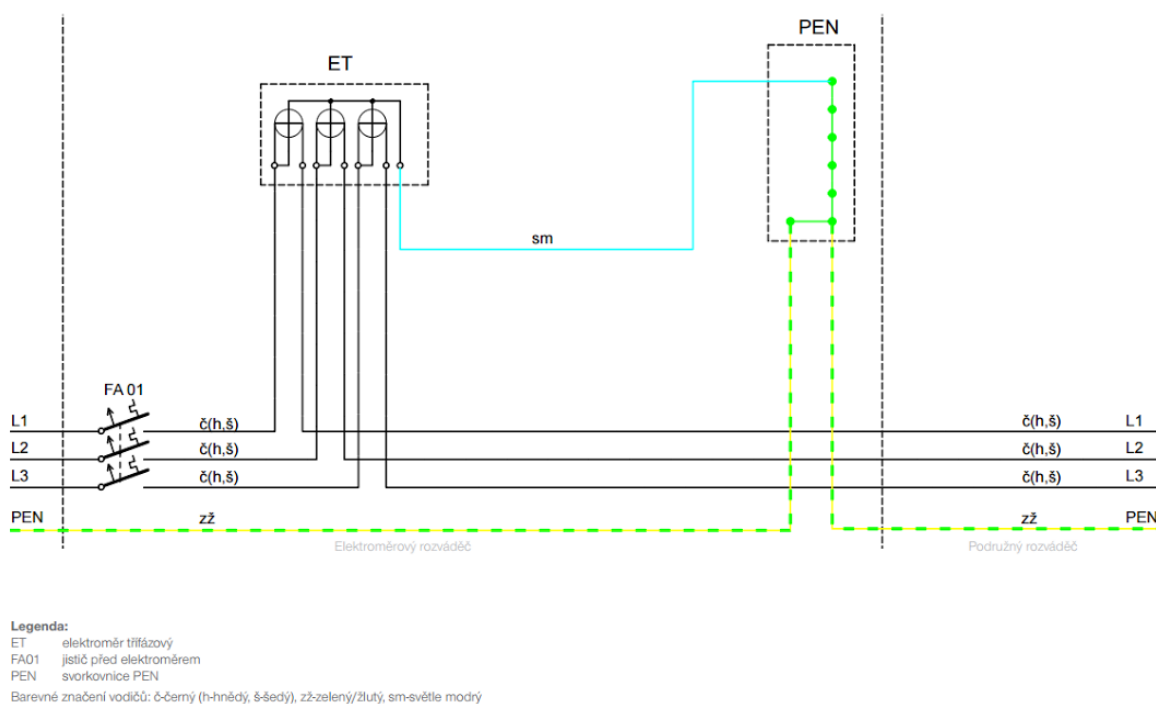 PEN
ET
sm
FA 01
L1 č(h,š) č(h,š) L1
L2 č(h,š) č(h,š) L2
L3 č(h,š) č(h,š) L3
PEN zž zž PEN
Elektroměrový rozváděč Podružný rozváděč
Legenda:
ET elektroměr třífázový
FA01 jistič před elektroměrem
PEN svorkovnice PEN
Barevné značení vodičů: č-černý (h-hnědý, š-šedý), zž-zelený/žlutý, sm-světle modrý